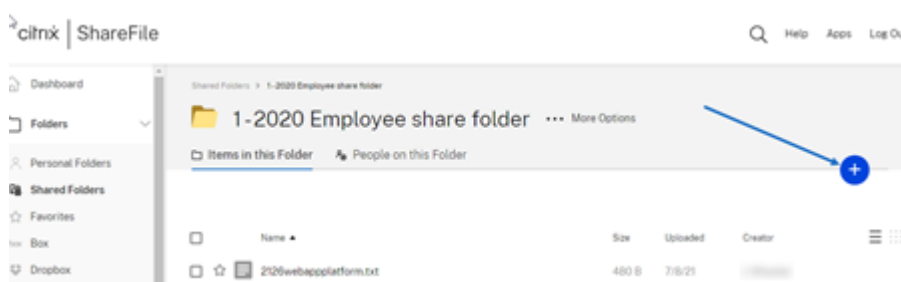 citrix | ShareFile
Help Apps Log Ou
Dashboard
Folders
Personal Folders
Shared Folders
Favorites
Box
Dropbox
Shared Folders > 1-2020 Employee share folder
1-2020 Employee share folder ••• More Options
Items in this Folder People on this Folder
+
Name Size Uploaded Creator
2126webappplatform.txt 480 B 7/8/21